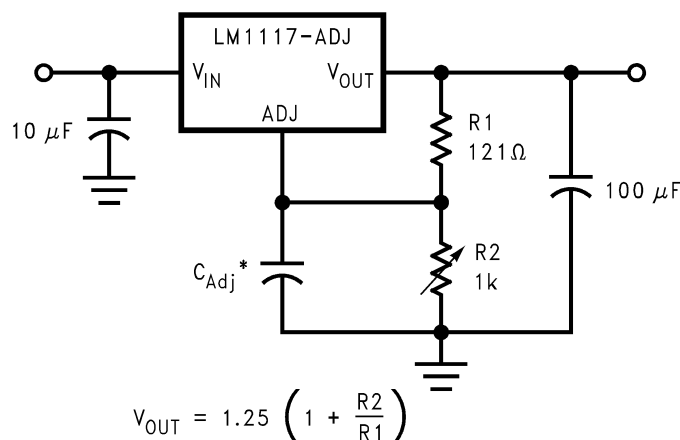 LM1117-ADJ
V_IN V_OUT
ADJ
10 μF
R1
121Ω
100 μF
C_Adj*
R2
1k
V_OUT = 1.25 (1 + R2/R1)